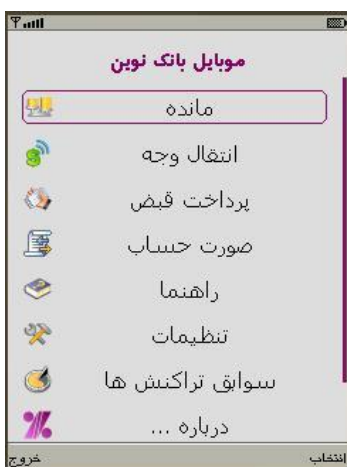 موبایل بانک نوین
مانده
انتقال وجه
پرداخت قبض
صورت حساب
راهنما
تنظیمات
سوابق تراکنش ها
درباره ...
انتخاب
خروج